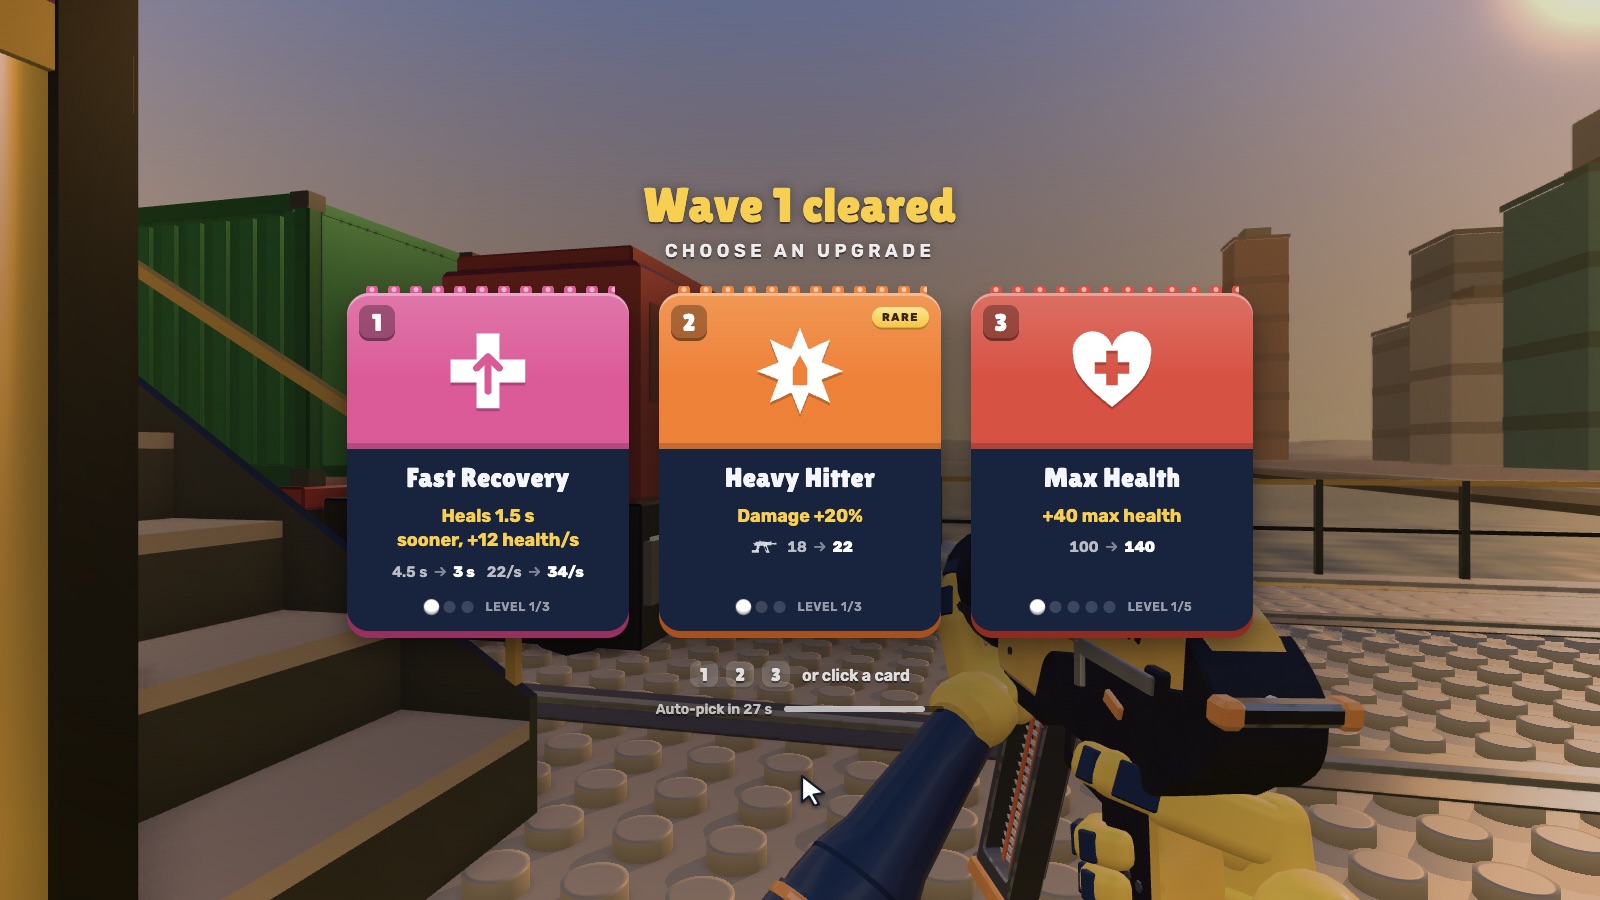 Wave 1 cleared
CHOOSE AN UPGRADE
1
Fast Recovery
Heals 1.5 s
sooner, +12 health/s
4.5 s → 3 s 22/s → 34/s
LEVEL 1/3
2
RARE
Heavy Hitter
Damage +20%
18 → 22
LEVEL 1/3
3
Max Health
+40 max health
100 → 140
LEVEL 1/5
1 2 3 or click a card
Auto-pick in 27 s